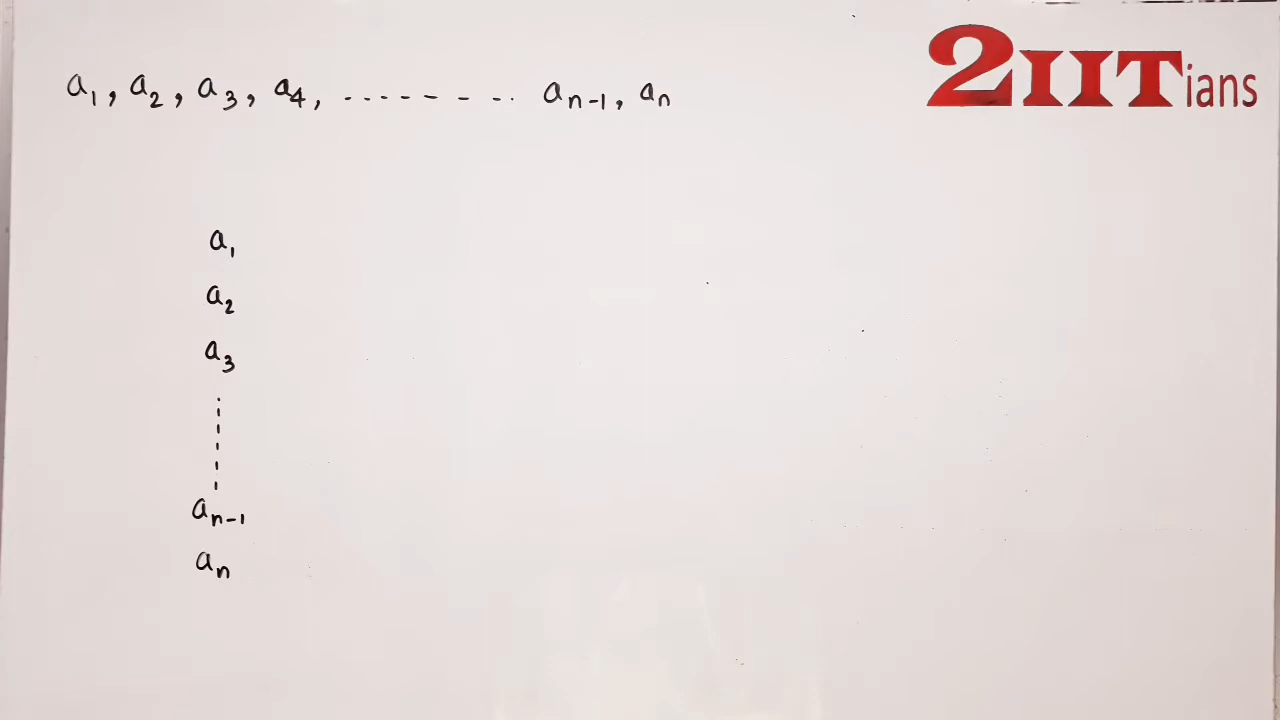 a₁, a₂, a₃, a₄, ---------- aₙ₋₁, aₙ
2IITians
a₁
a₂
a₃
aₙ₋₁
aₙ